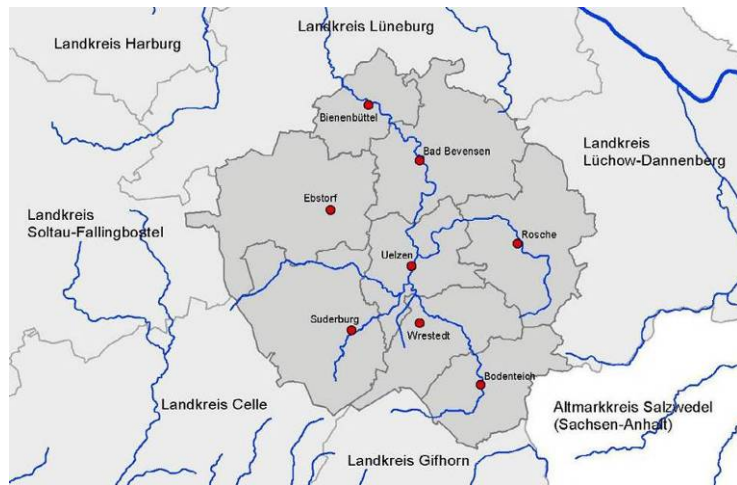 Landkreis Lüneburg
Landkreis Harburg
Bienenbüttel
Bad Bevensen
Landkreis
Lüchow-Dannenberg
Ebstorf
Landkreis
Soltau-Fallingbostel
Rosche
Uelzen
Suderburg
Wrestedt
Bodenteich
Landkreis Celle
Altmarkkreis Salzwedel
(Sachsen-Anhalt)
Landkreis Gifhorn